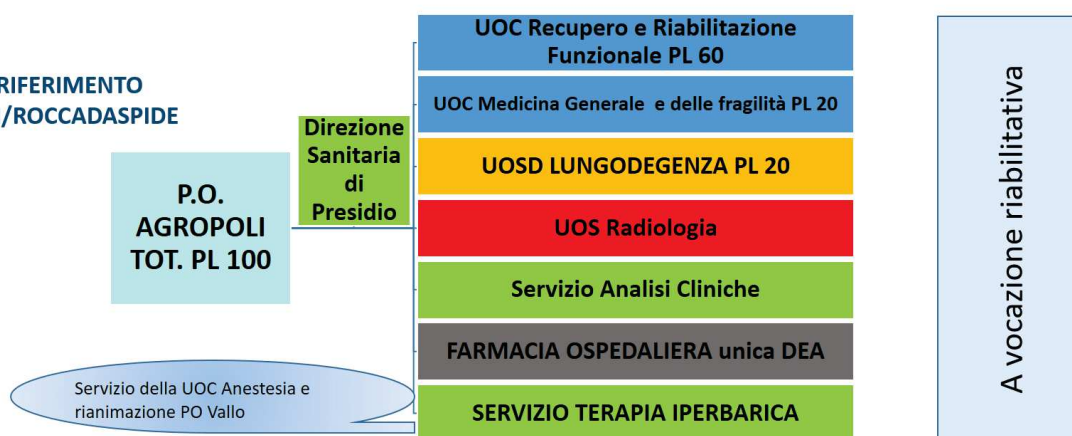 RIFERIMENTO
/ROCCADASPIDE
P.O.
AGROPOLI
TOT. PL 100
Direzione
Sanitaria
di
Presidio
UOC Recupero e Riabilitazione
Funzionale PL 60
UOC Medicina Generale e delle fragilità PL 20
UOSD LUNGODEGENZA PL 20
UOS Radiologia
Servizio Analisi Cliniche
FARMACIA OSPEDALIERA unica DEA
SERVIZIO TERAPIA IPERBARICA
Servizio della UOC Anestesia e
rianimazione PO Vallo
A vocazione riabilitativa